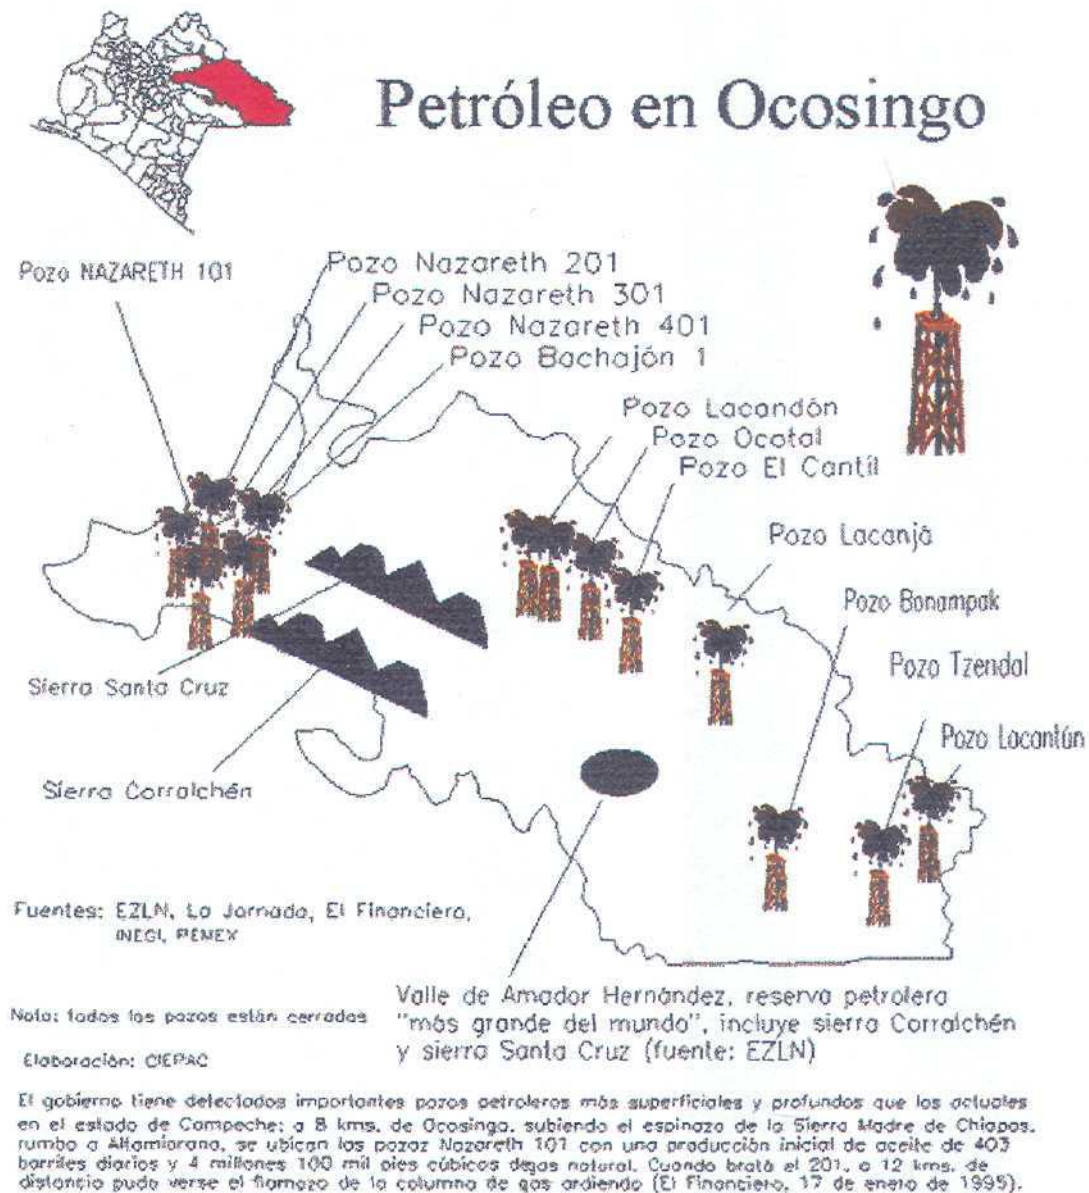 Petróleo en Ocosingo
Pozo NAZARETH 101
Pozo Nazareth 201
Pozo Nazareth 301
Pozo Nazareth 401
Pozo Bachajón 1
Pozo Lacandón
Pozo Ocotal
Pozo El Cantíl
Pozo Lacanjá
Pozo Bonampak
Pozo Tzendal
Pozo Lacantún
Sierra Santa Cruz
Sierra Corralchén
Fuentes: EZLN, La Jornada, El Financiero,
INEGI, PEMEX
Valle de Amador Hernández, reserva petrolera
"más grande del mundo", incluye sierra Corralchén
y sierra Santa Cruz (fuente: EZLN)
Nota: todos los pozos están cerrados
Elaboración: CIEPAC
El gobierno tiene detectados importantes pozos petroleros más superficiales y profundos que los actuales
en el estado de Campeche; a 8 kms. de Ocosingo, subiendo el espinazo de la Sierra Madre de Chiapas,
rumbo a Altamirano, se ubican los pozos Nazareth 101 con una producción inicial de aceite de 403
barriles diarios y 4 millones 100 mil pies cúbicos degas natural. Cuando brotó el 201, a 12 kms. de
distancia pudo verse el flamazo de la columna de gas ardiendo (El Financiero, 17 de enero de 1995).